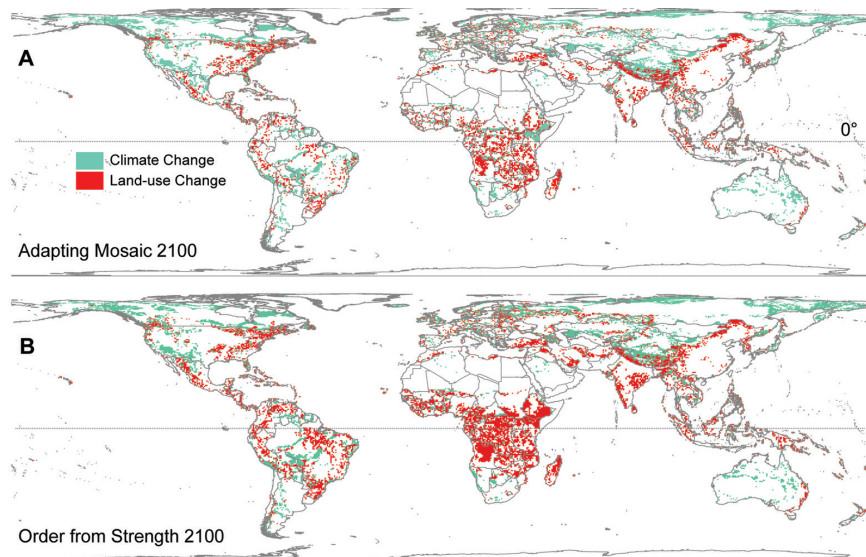 A
0°
Climate Change
Land-use Change
Adapting Mosaic 2100
B
Order from Strength 2100